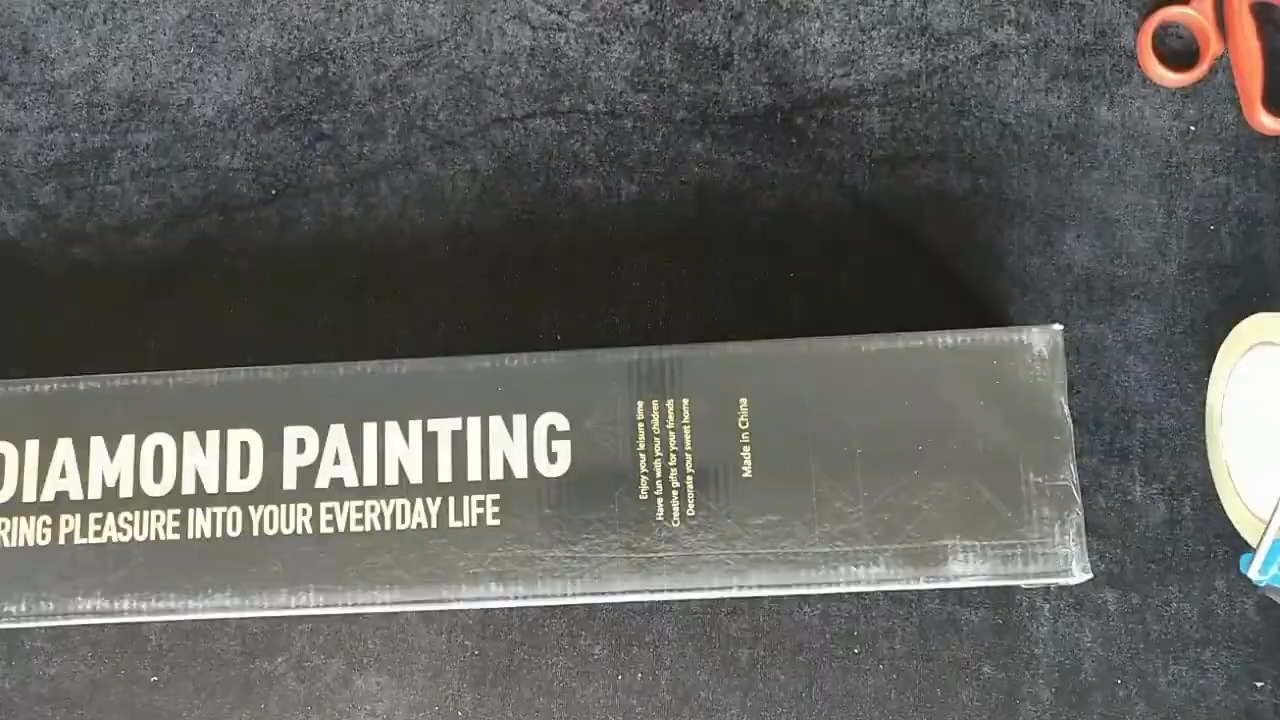 DIAMOND PAINTING
RING PLEASURE INTO YOUR EVERYDAY LIFE
Enjoy your leisure time
Have fun with your children
Creative gifts for your friends
Decorate your sweet home
Made in China